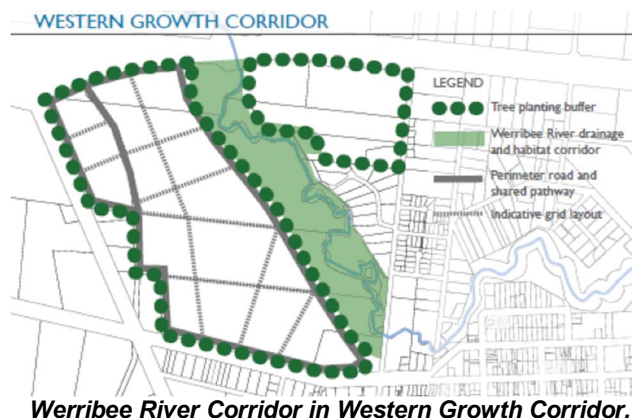 WESTERN GROWTH CORRIDOR
LEGEND
Tree planting buffer
Werribee River drainage
and habitat corridor
Perimeter road and
shared pathway
Indicative grid layout
Werribee River Corridor in Western Growth Corridor.